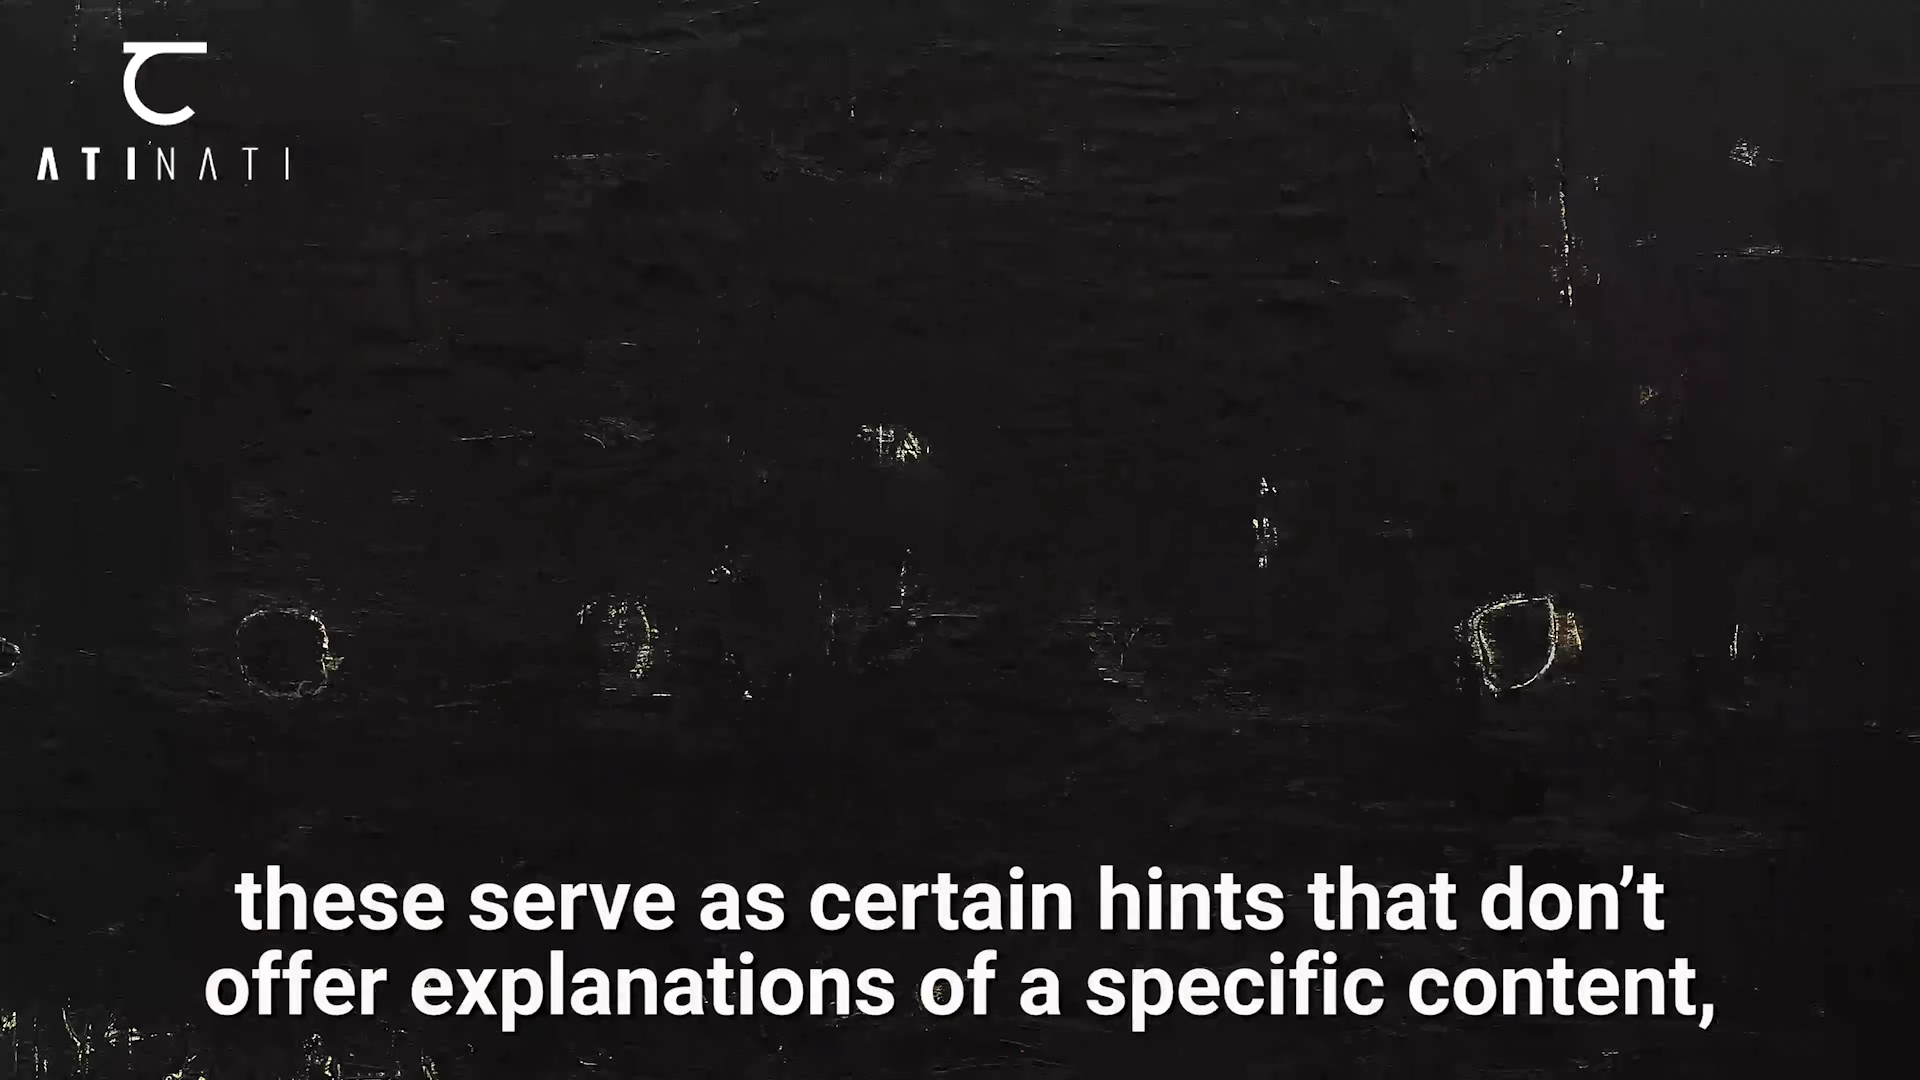 ATINATI
these serve as certain hints that don’t
offer explanations of a specific content,